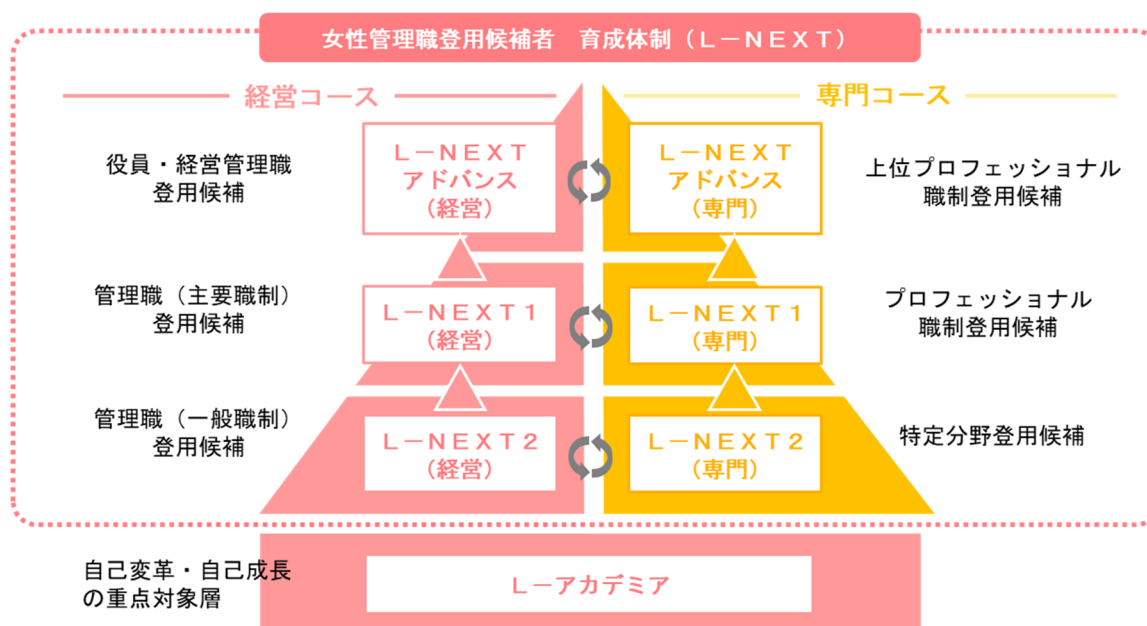 女性管理職登用候補者　育成体制（Ｌ－ＮＥＸＴ）
経営コース
専門コース
役員・経営管理職
登用候補
Ｌ－ＮＥＸＴ
アドバンス
（経営）
Ｌ－ＮＥＸＴ
アドバンス
（専門）
上位プロフェッショナル
職制登用候補
管理職（主要職制）
登用候補
Ｌ－ＮＥＸＴ１
（経営）
Ｌ－ＮＥＸＴ１
（専門）
プロフェッショナル
職制登用候補
管理職（一般職制）
登用候補
Ｌ－ＮＥＸＴ２
（経営）
Ｌ－ＮＥＸＴ２
（専門）
特定分野登用候補
自己変革・自己成長
の重点対象層
Ｌ－アカデミア